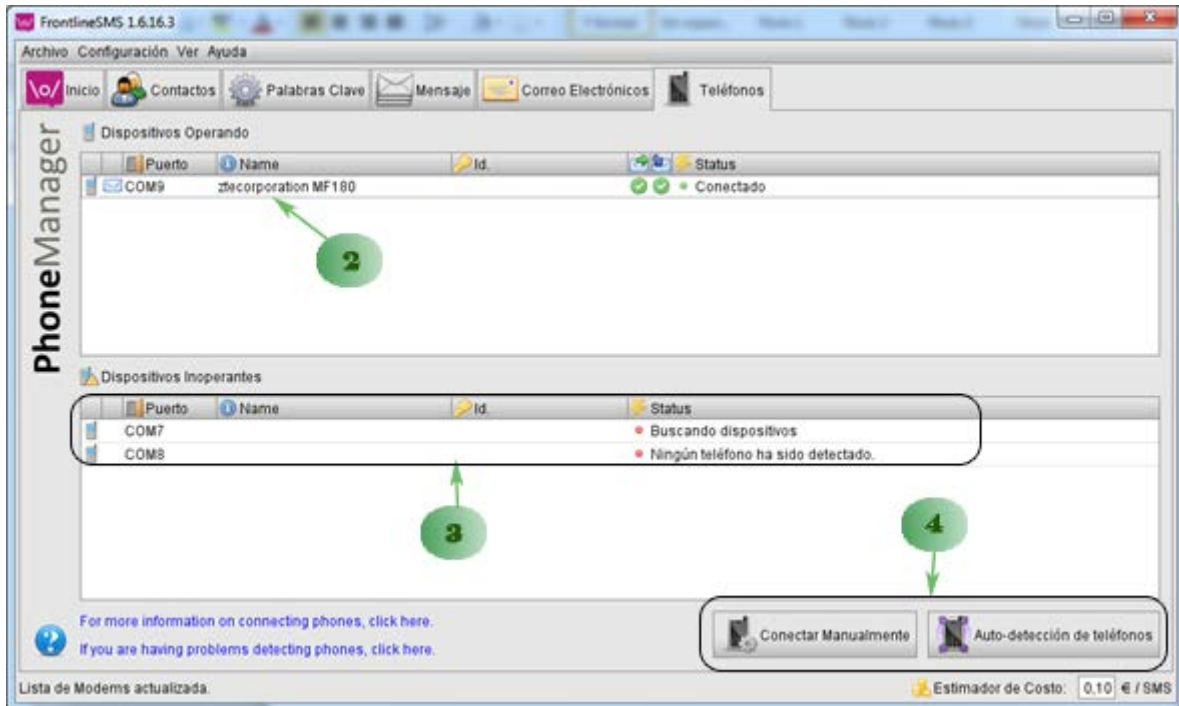 FrontlineSMS 1.6.16.3
Archivo Configuración Ver Ayuda
\o/ Inicio Contactos Palabras Clave Mensaje Correo Electrónicos Teléfonos
PhoneManager
Dispositivos Operando
Puerto Name Id. Status
COM9 ztecorporation MF180 Conectado
2
Dispositivos Inoperantes
Puerto Name Id. Status
COM7 Buscando dispositivos
COM8 Ningún teléfono ha sido detectado.
3
4
For more information on connecting phones, click here.
If you are having problems detecting phones, click here.
Conectar Manualmente Auto-detección de teléfonos
Lista de Modems actualizada. Estimador de Costo: 0,10 € / SMS